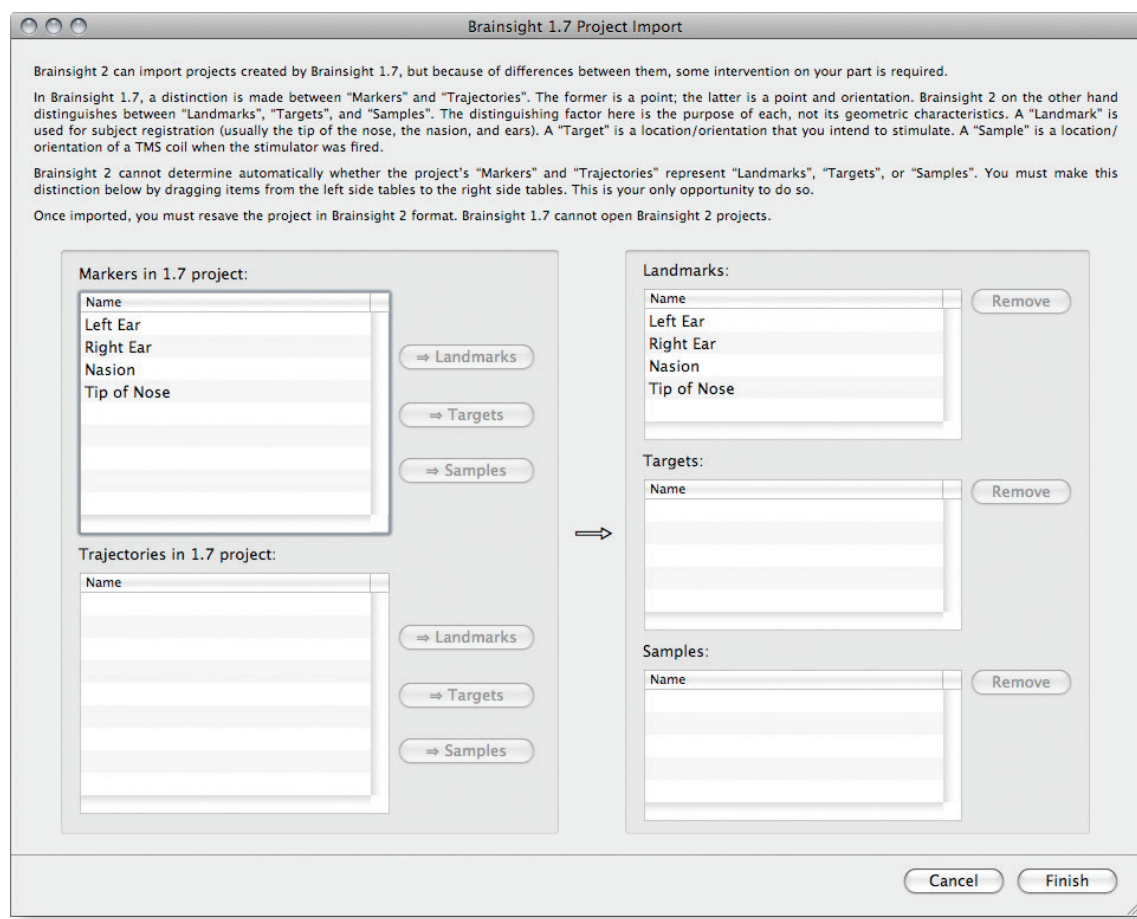 Brainsight 1.7 Project Import
Brainsight 2 can import projects created by Brainsight 1.7, but because of differences between them, some intervention on your part is required.
In Brainsight 1.7, a distinction is made between “Markers” and “Trajectories”. The former is a point; the latter is a point and orientation. Brainsight 2 on the other hand
distinguishes between “Landmarks”, “Targets”, and “Samples”. The distinguishing factor here is the purpose of each, not its geometric characteristics. A “Landmark” is
used for subject registration (usually the tip of the nose, the nasion, and ears). A “Target” is a location/orientation that you intend to stimulate. A “Sample” is a location/
orientation of a TMS coil when the stimulator was fired.
Brainsight 2 cannot determine automatically whether the project’s “Markers” and “Trajectories” represent “Landmarks”, “Targets”, or “Samples”. You must make this
distinction below by dragging items from the left side tables to the right side tables. This is your only opportunity to do so.
Once imported, you must resave the project in Brainsight 2 format. Brainsight 1.7 cannot open Brainsight 2 projects.
Markers in 1.7 project:
Name
Left Ear
Right Ear
Nasion
Tip of Nose
⇒ Landmarks
⇒ Targets
⇒ Samples
Trajectories in 1.7 project:
Name
⇒ Landmarks
⇒ Targets
⇒ Samples
Landmarks:
Name
Left Ear
Right Ear
Nasion
Tip of Nose
Remove
Targets:
Name
Remove
Samples:
Name
Remove
Cancel
Finish